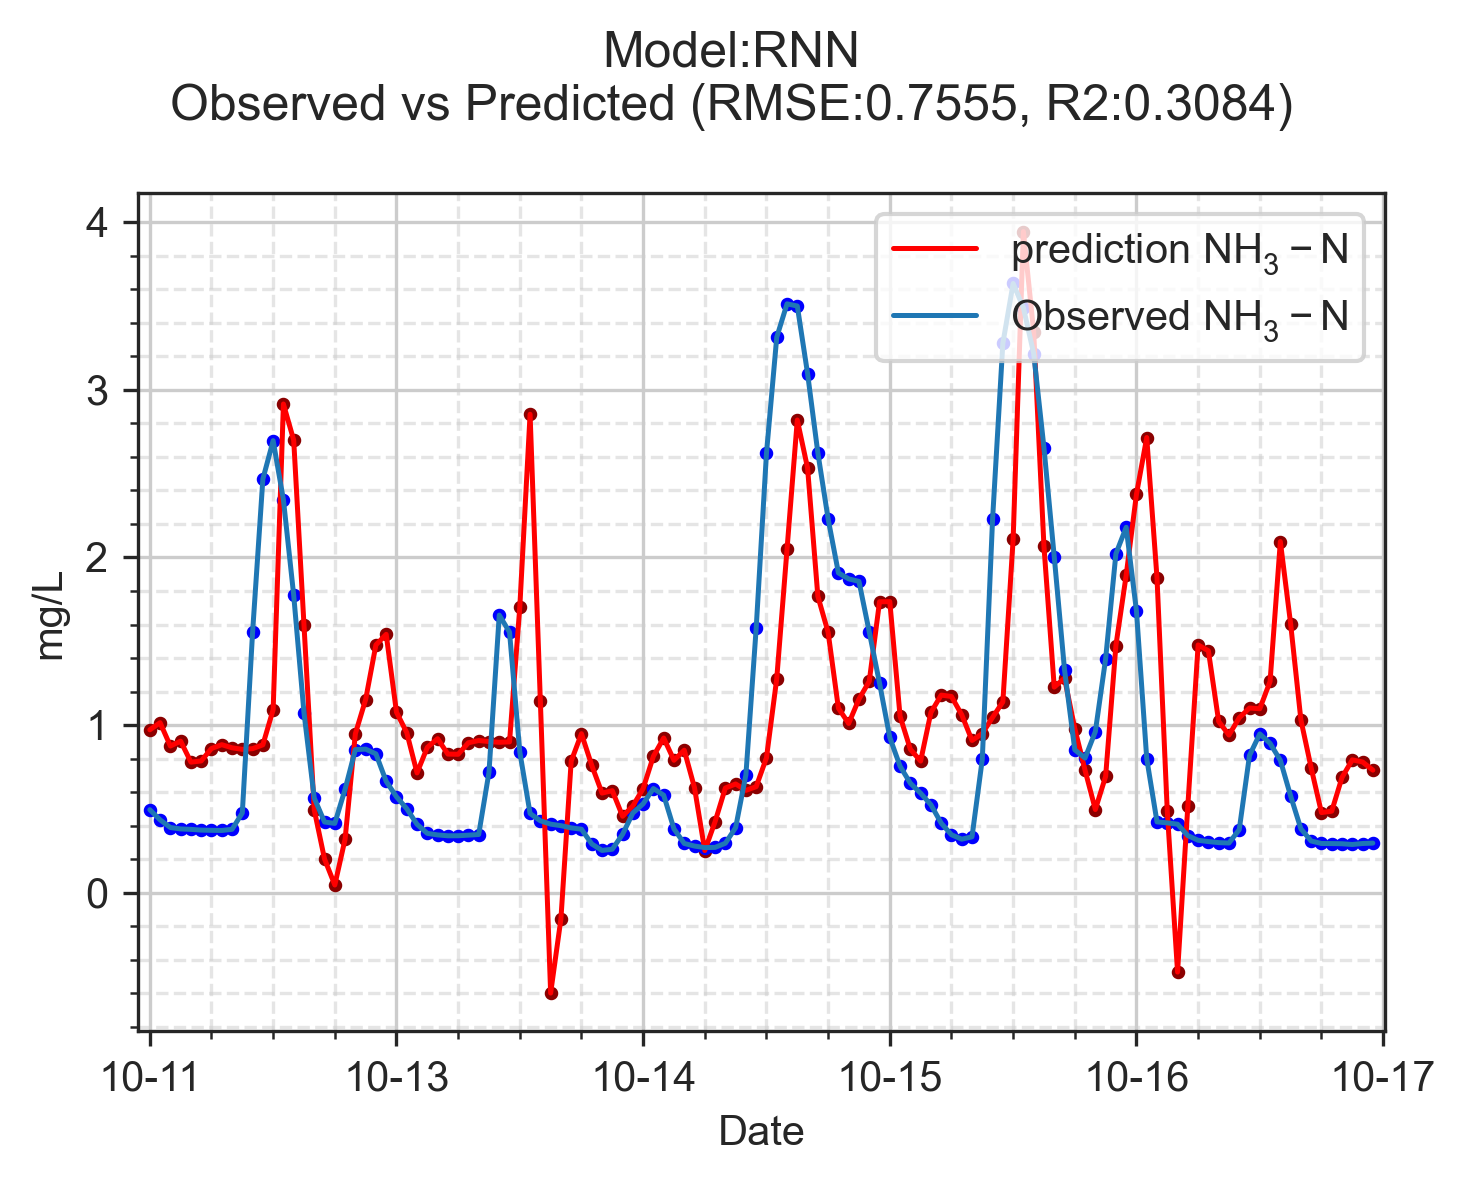 Model:RNN
Observed vs Predicted (RMSE:0.7555, R2:0.3084)
4
3
2
1
0
mg/L
prediction NH₃ − N
Observed NH₃ − N
10-11 10-13 10-14 10-15 10-16 10-17
Date